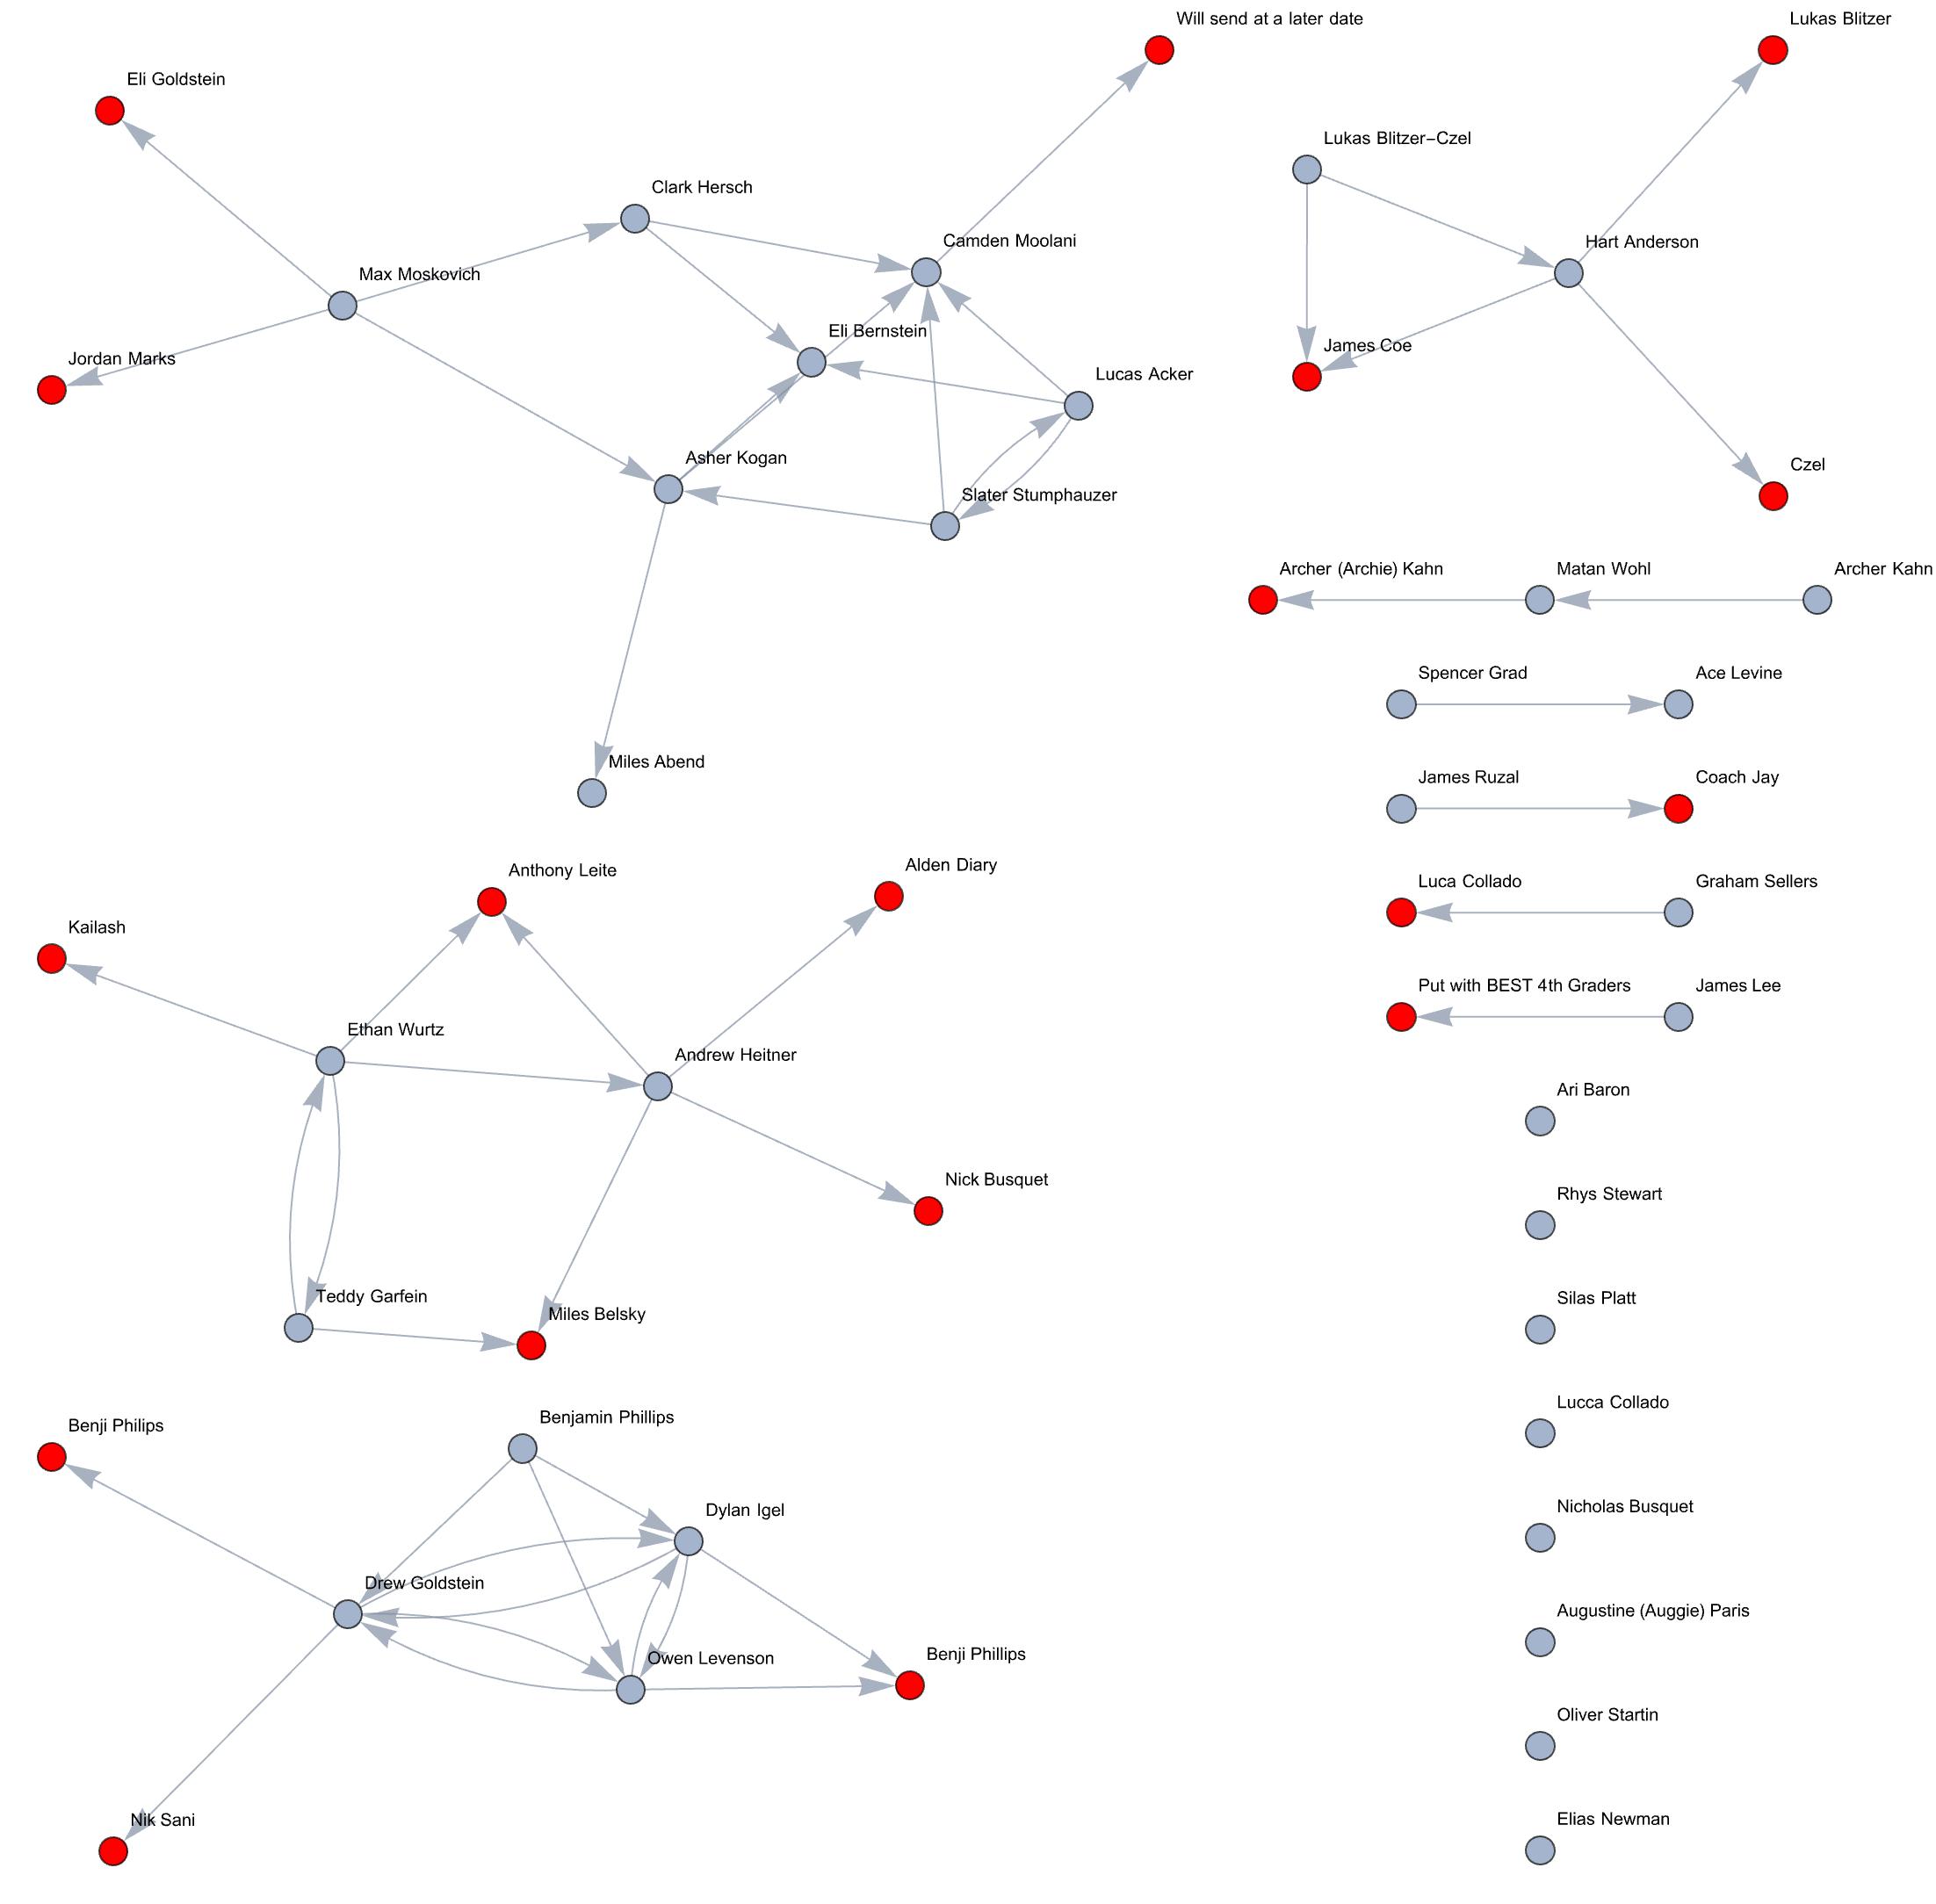 Will send at a later date
Lukas Blitzer
Eli Goldstein
Lukas Blitzer-Czel
Clark Hersch
Camden Moolani
Hart Anderson
Max Moskovich
Eli Bernstein
James Coe
Jordan Marks
Lucas Acker
Asher Kogan
Czel
Slater Stumphauzer
Archer (Archie) Kahn
Matan Wohl
Archer Kahn
Spencer Grad
Ace Levine
Miles Abend
James Ruzal
Coach Jay
Anthony Leite
Alden Diary
Luca Collado
Graham Sellers
Kailash
Put with BEST 4th Graders
James Lee
Ethan Wurtz
Andrew Heitner
Ari Baron
Nick Busquet
Rhys Stewart
Teddy Garfein
Miles Belsky
Silas Platt
Lucca Collado
Benji Philips
Benjamin Phillips
Dylan Igel
Nicholas Busquet
Drew Goldstein
Augustine (Auggie) Paris
Owen Levenson
Benji Phillips
Oliver Startin
Nik Sani
Elias Newman